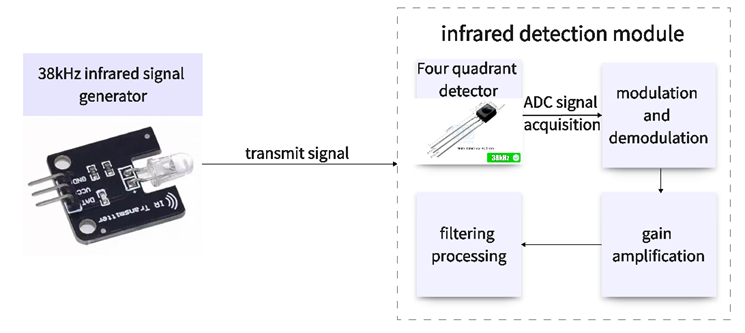 infrared detection module
38kHz infrared signal
generator
GND
VCC
DAT
IR Transmitter
transmit signal
Four quadrant
detector
38kHz
ADC signal
acquisition
modulation
and
demodulation
gain
amplification
filtering
processing